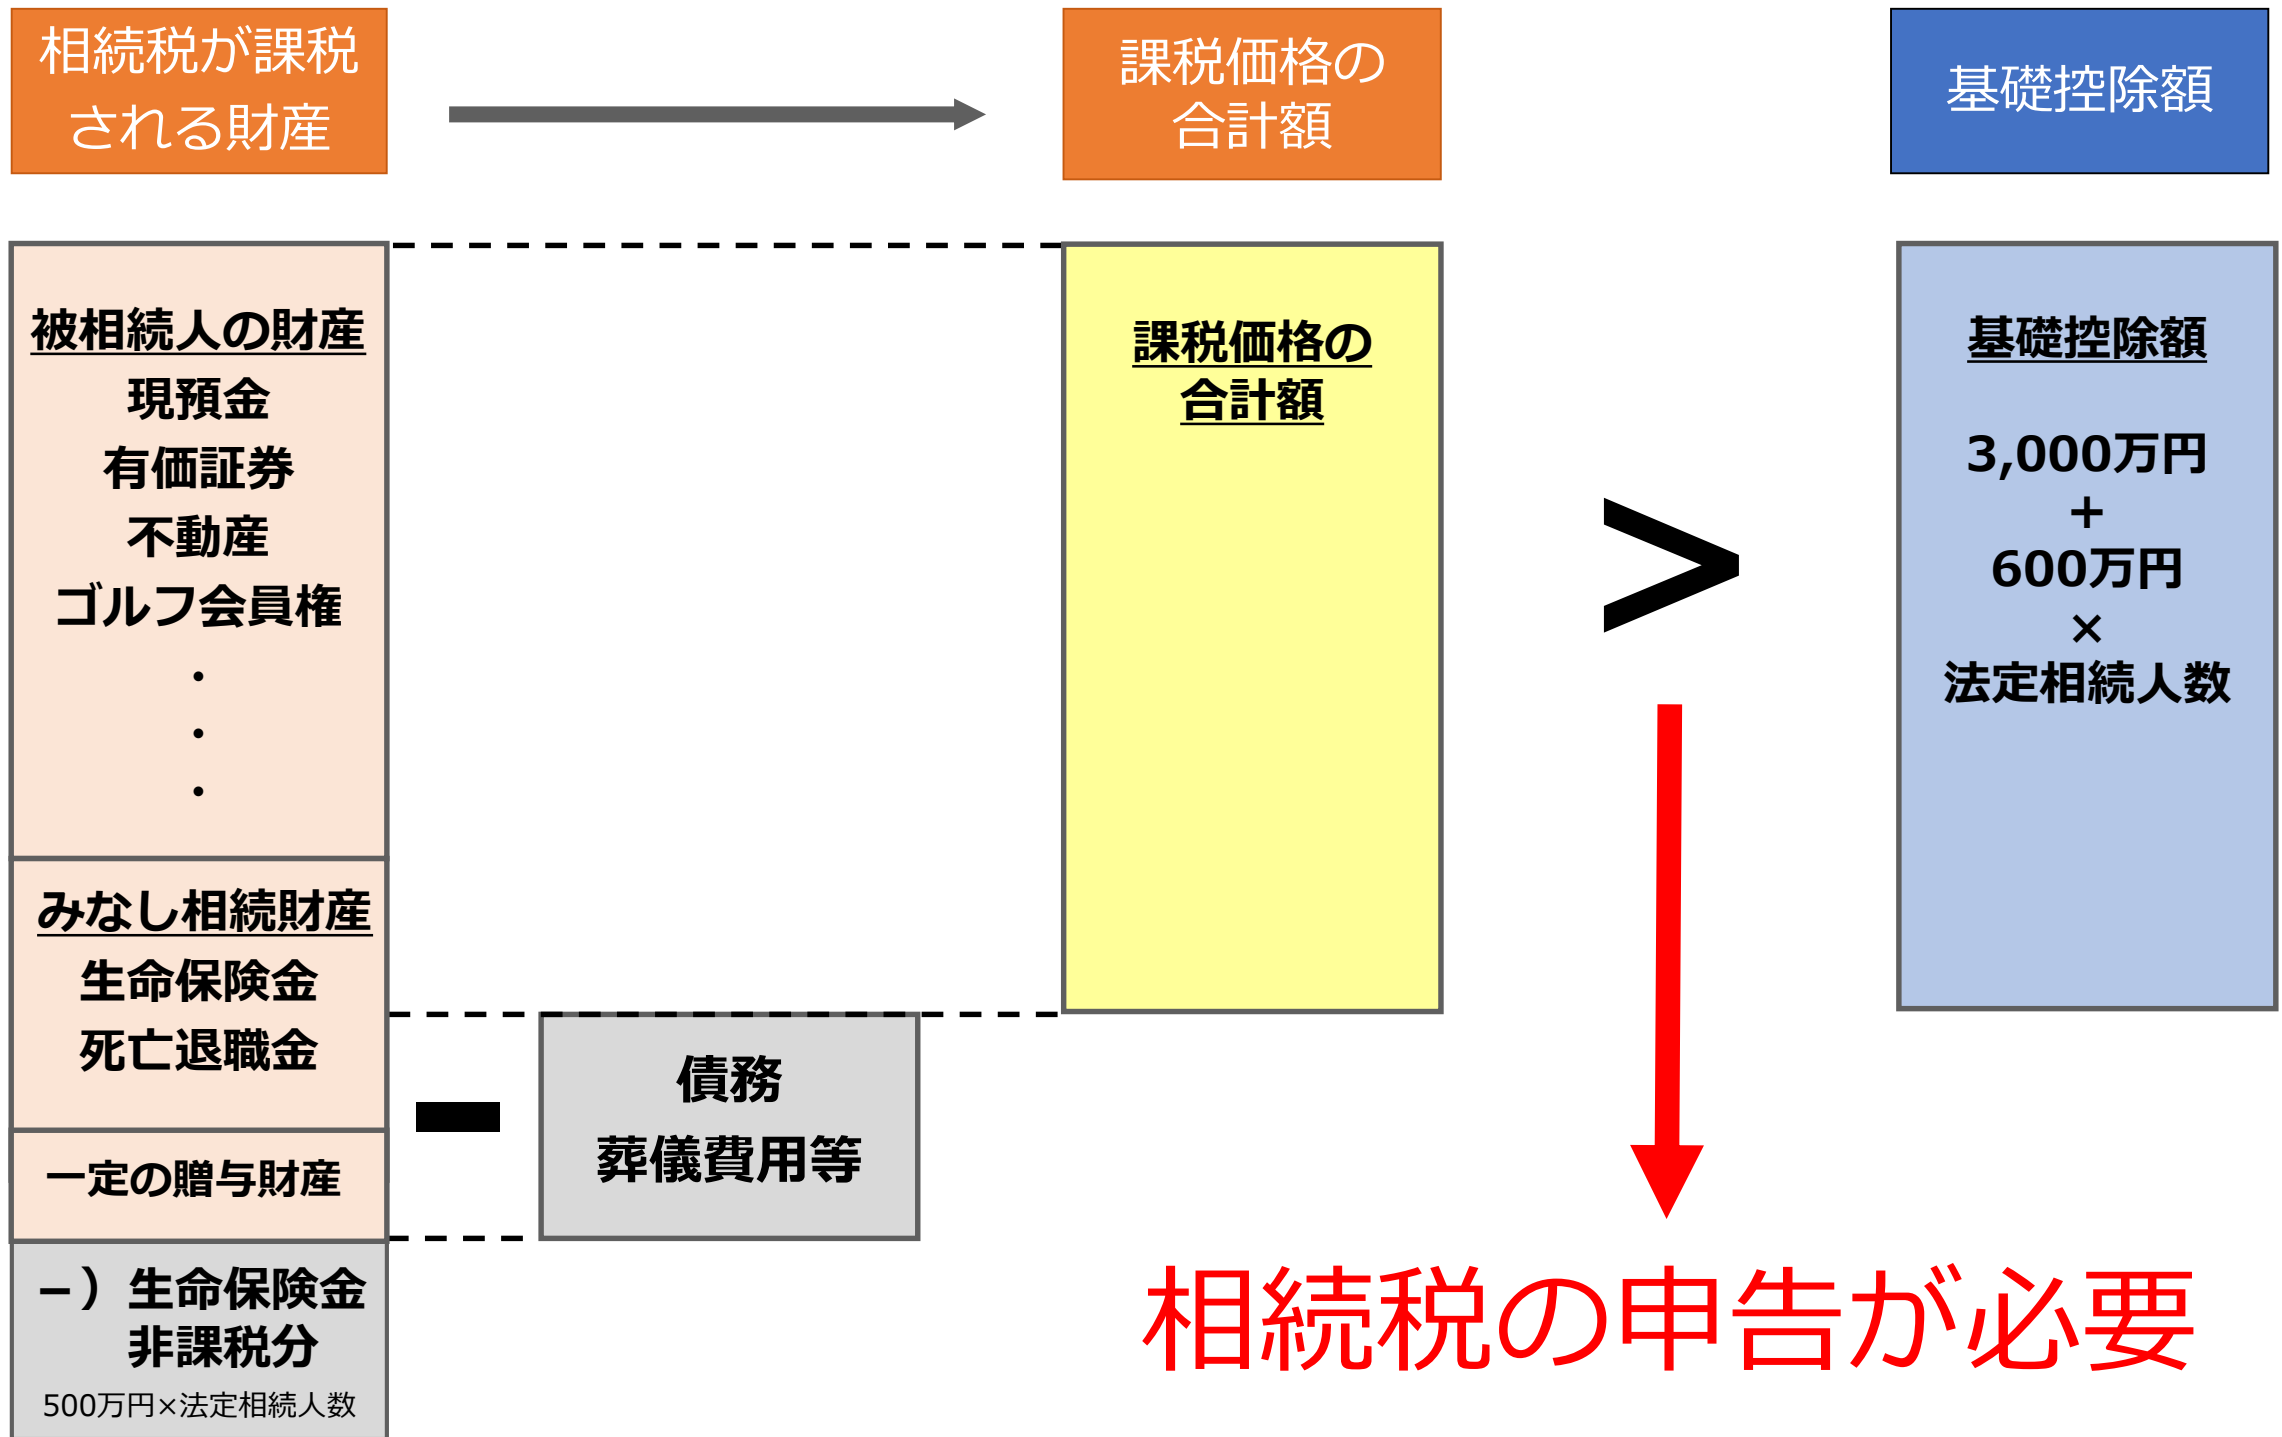 相続税が課税
される財産
課税価格の
合計額
基礎控除額
被相続人の財産
現預金
有価証券
不動産
ゴルフ会員権
・
・
・
みなし相続財産
生命保険金
死亡退職金
一定の贈与財産
－）生命保険金
非課税分
500万円×法定相続人数
－
債務
葬儀費用等
課税価格の
合計額
＞
基礎控除額
3,000万円
＋
600万円
×
法定相続人数
相続税の申告が必要